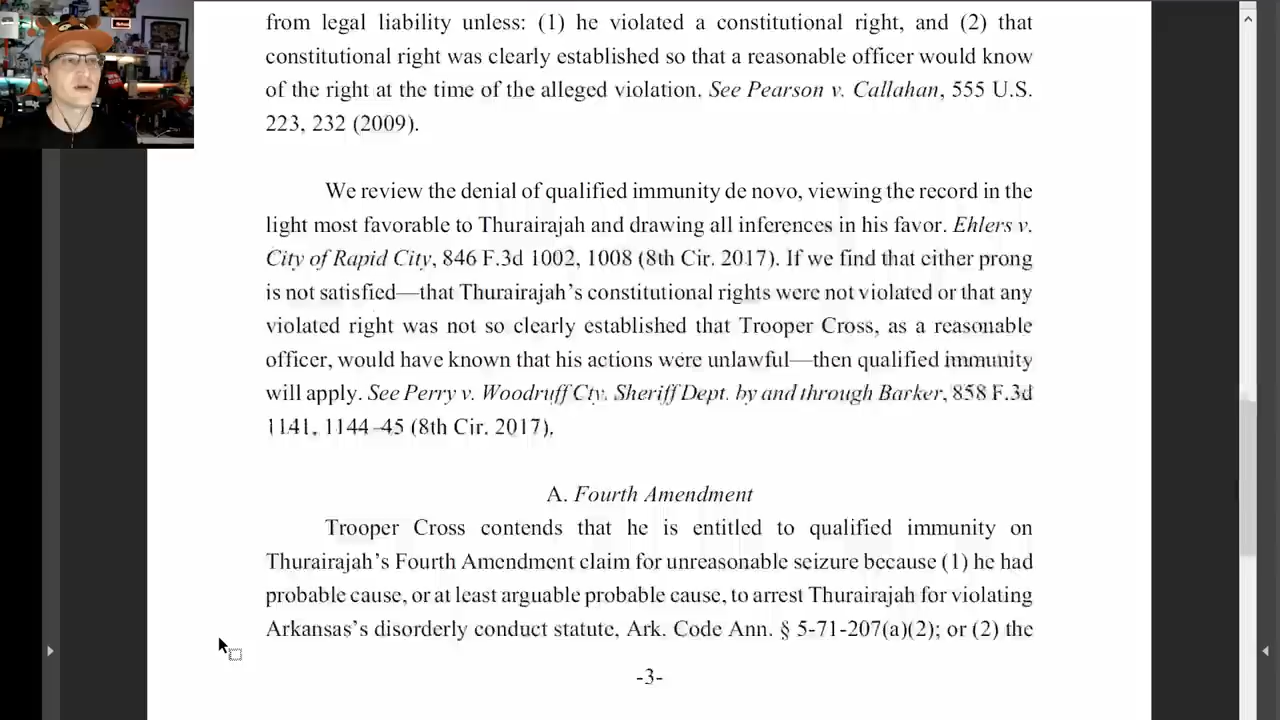 from legal liability unless: (1) he violated a constitutional right, and (2) that
constitutional right was clearly established so that a reasonable officer would know
of the right at the time of the alleged violation. See Pearson v. Callahan, 555 U.S.
223, 232 (2009).
We review the denial of qualified immunity de novo, viewing the record in the
light most favorable to Thurairajah and drawing all inferences in his favor. Ehlers v.
City of Rapid City, 846 F.3d 1002, 1008 (8th Cir. 2017). If we find that either prong
is not satisfied—that Thurairajah's constitutional rights were not violated or that any
violated right was not so clearly established that Trooper Cross, as a reasonable
officer, would have known that his actions were unlawful—then qualified immunity
will apply. See Perry v. Woodruff Cty. Sheriff Dept. by and through Barker, 858 F.3d
1141, 1144–45 (8th Cir. 2017).
A. Fourth Amendment
Trooper Cross contends that he is entitled to qualified immunity on
Thurairajah's Fourth Amendment claim for unreasonable seizure because (1) he had
probable cause, or at least arguable probable cause, to arrest Thurairajah for violating
Arkansas's disorderly conduct statute, Ark. Code Ann. § 5-71-207(a)(2); or (2) the
-3-